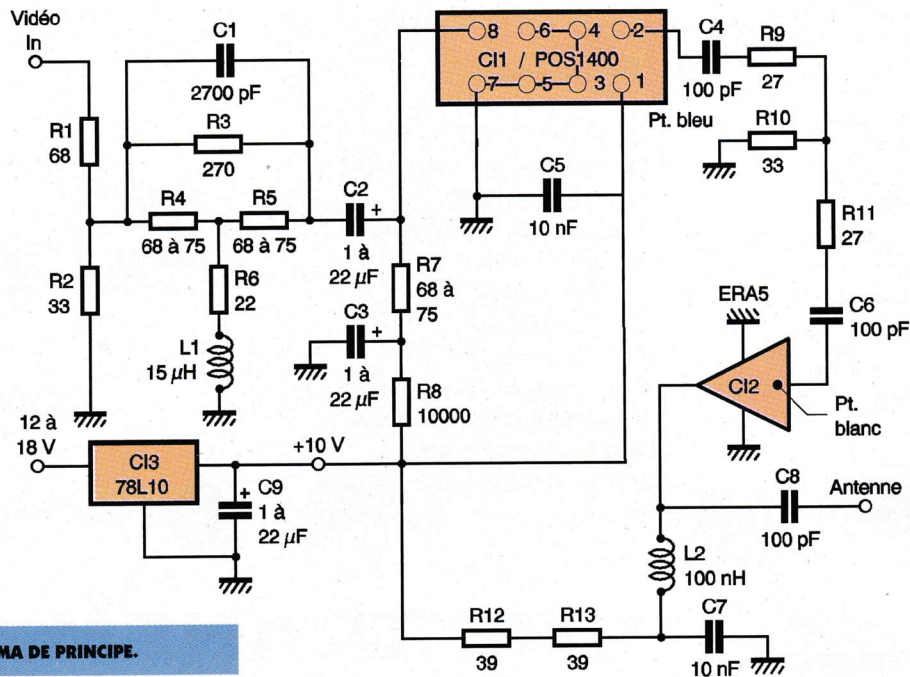 Vidéo
In
R1
68
R2
33
C1
2700 pF
R3
270
R4
68 à 75
R5
68 à 75
R6
22
L1
15 µH
C2
1 à
22 µF
C3
1 à
22 µF
R7
68 à
75
R8
10000
8
6
4
2
CI1 / POS1400
7
5
3
1
Pt. bleu
C5
10 nF
C4
100 pF
R9
27
R10
33
R11
27
C6
100 pF
ERA5
CI2
Pt.
blanc
C8
100 pF
Antenne
L2
100 nH
C7
10 nF
R12
39
R13
39
12 à
18 V
CI3
78L10
+10 V
C9
1 à
22 µF
+
+
+
MA DE PRINCIPE.